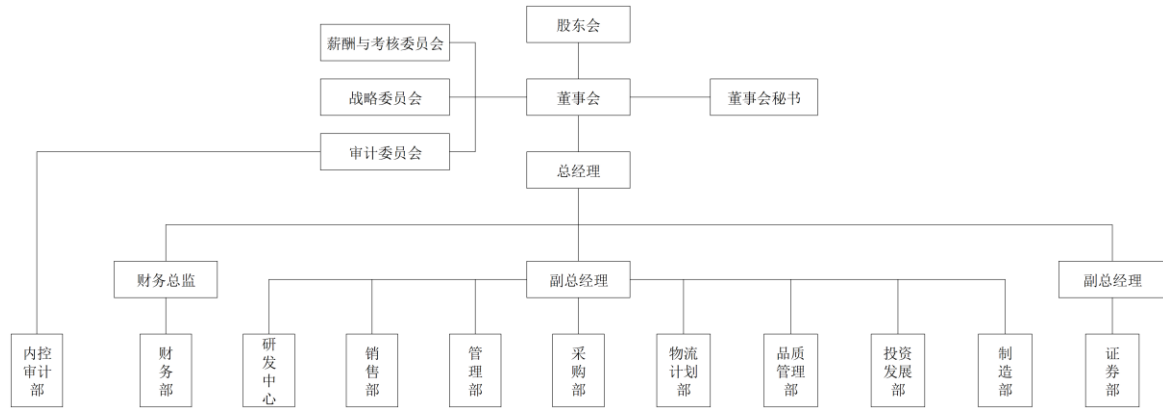 股东会
薪酬与考核委员会
战略委员会
董事会
董事会秘书
审计委员会
总经理
财务总监
副总经理
副总经理
内控
审计
部
财
务
部
研
发
中
心
销
售
部
管
理
部
采
购
部
物流
计划
部
品质
管理
部
投资
发展
部
制
造
部
证
券
部